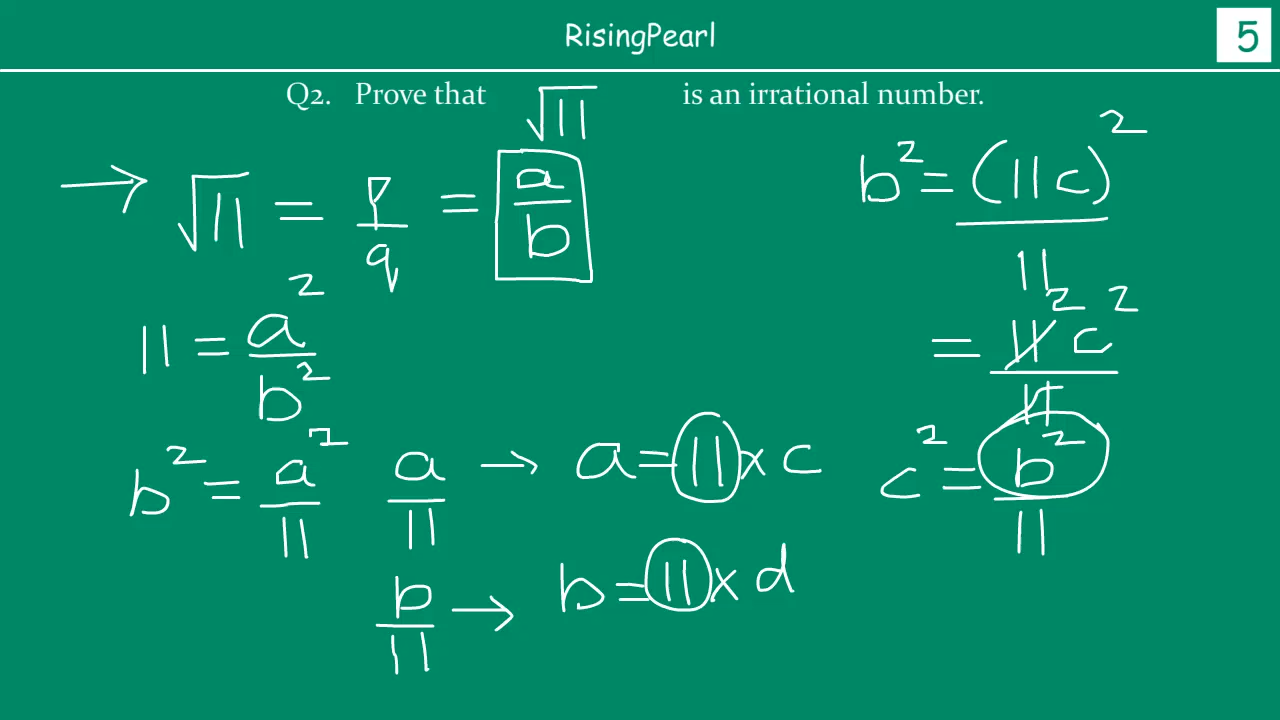 RisingPearl
5
Q2. Prove that √11 is an irrational number.
→ √11 = p/q = a/b
11 = a²/b²
b² = a²/11
a/11 → a = 11 × c
b/11 → b = 11 × d
b² = (11c)²/11
= 11²c²/11
c² = b²/11